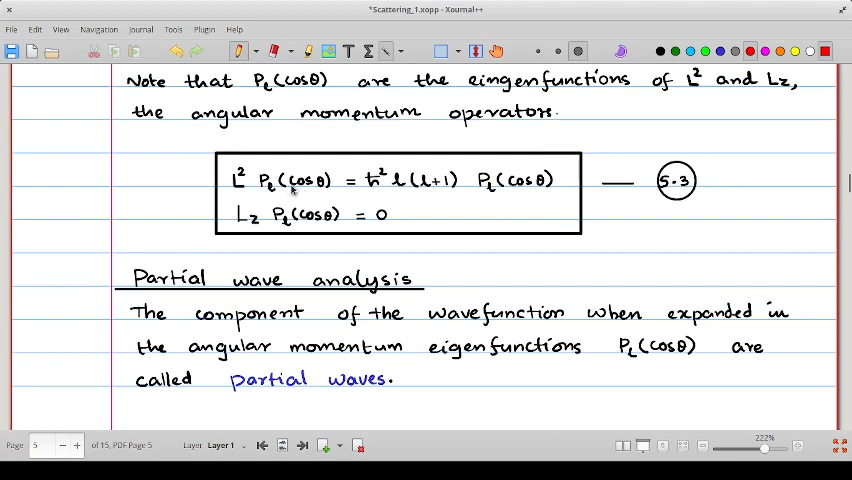 *Scattering_1.xopp - Xournal++
File Edit View Navigation Journal Tools Plugin Help
Note that Pₗ(cosθ) are the eimgenfunctions of L² and Lz,
the angular momentum operators.
L² Pₗ(cosθ) = ħ² l(l+1) Pₗ(cosθ) — 5.3
Lz Pₗ(cosθ) = 0
Partial wave analysis
The component of the wavefunction when expanded in
the angular momentum eigenfunctions Pₗ(cosθ) are
called partial waves.
Page 5 of 15, PDF Page 5 Layer Layer 1 222%